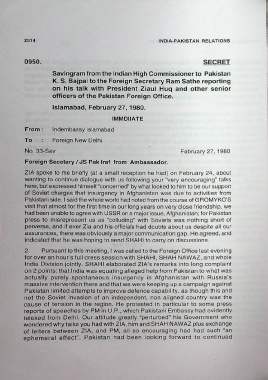 2314 INDIA-PAKISTAN RELATIONS
0950. SECRET
Savingram from the Indian High Commissioner to Pakistan
K. S. Bajpai to the Foreign Secretary Ram Sathe reporting
on his talk with President Ziaul Huq and other senior
officers of the Pakistan Foreign Office.
Islamabad, February 27, 1980.
IMMDIIATE
From : Indembassy Islamabad
To : Foreign New Delhi
No. 33-Sav February 27, 1980
Foreign Secetary / JS Pak Iraf from Ambassador.
ZIA spoke to me briefly (at a small reception he had) on February 24, about
wanting to continue dialogue with us following your "very encouraging" talks
here, but expressed himself "concerned" by what looked to him to be our support
of Soviet charges that insurgency in Afghanistan was due to activities from
Pakistan side. I said the whole world had noted from the course of GROMYKO'S
visit that almost for the first time in our long years on very close friendship, we
had been unable to agree with USSR on a major issue, Afghanistan; for Pakistan
press to misrepresent us as "colluding" with Soviets was nothing short of
perverse, and if ever Zia and his officials had doubts about us despite all our
assurances, there was obviously a major communication gap. He agreed, and
indicated that he was hoping to send SHAHI to carry on discussions.
2. Pursuant to this meeting, I was called to the Foreign Office last evening
for over an hour's full dress session with SHAHI, SHAH NAWAZ, and whole
India Division jointly. SHAHI elaborated ZIA's remarks into long complaint
on 2 points: that India was equating alleged help from Pakistan to what was
actually purely spontaneous insurgency in Afghanistan with Russia's
massive intervention there and that we were keeping up a campaign against
Pakistan limited attempts to improve defence capability, as though this and
not the Soviet invasion of an independent, non aligned country was the
cause of tension in the region. He protested in particular to some press
reports of speeches by PM in U.P., which Pakistan Embassy had evidently
telexed from Delhi. Our attitude greatly "perturbed" his Government who
wondered why talks you had with ZIA, him and SHAH NAWAZ plus exchange
of letters between ZIA, and PM, all so encouraging had had such "an
ephemeral effect". Pakistan had been looking forward to continued